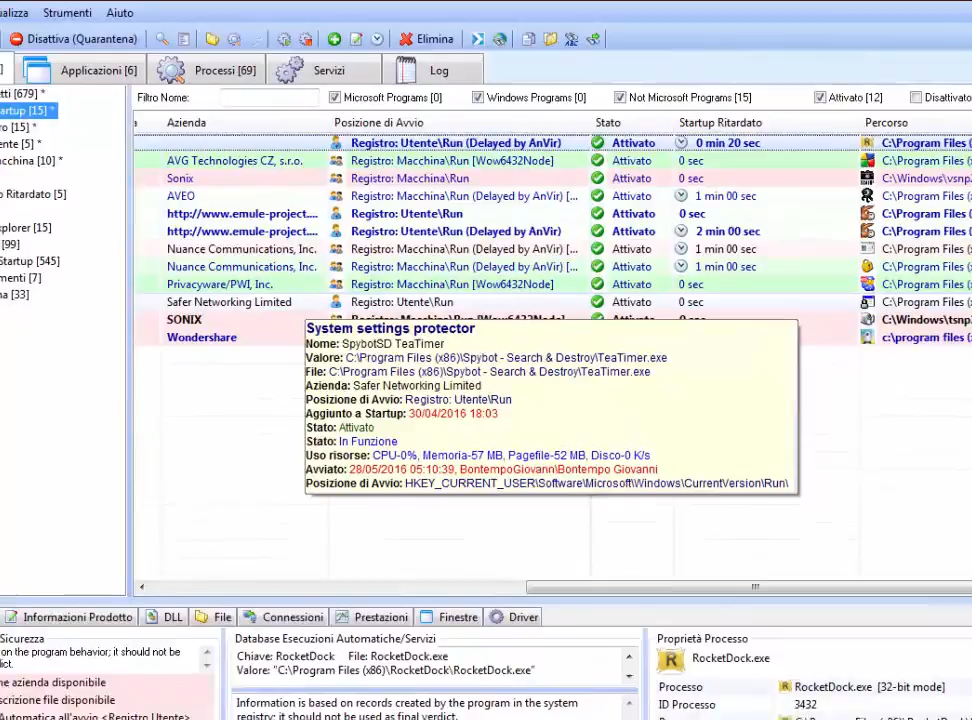 ualizza Strumenti Aiuto
Disattiva (Quarantena) Elimina
] Applicazioni [6] Processi [69] Servizi Log
tti [679] *
artup [15] *
ro [15] *
ente [5] *
cchina [10] *
o Ritardato [5]
xplorer [15]
[99]
Startup [545]
menti [7]
na [33]
Filtro Nome: Microsoft Programs [0] Windows Programs [0] Not Microsoft Programs [15] Attivato [12] Disattivato
a Azienda Posizione di Avvio Stato Startup Ritardato Percorso
Registro: Utente\Run (Delayed by AnVir) Attivato 0 min 20 sec C:\Program Files (
AVG Technologies CZ, s.r.o. Registro: Macchina\Run [Wow6432Node] Attivato 0 sec C:\Program Files (
Sonix Registro: Macchina\Run Attivato 0 sec C:\Windows\vsnp
AVEO Registro: Macchina\Run (Delayed by AnVir) [... Attivato 1 min 00 sec C:\Program Files (
http://www.emule-project.... Registro: Utente\Run Attivato 0 sec C:\Program Files (
http://www.emule-project.... Registro: Utente\Run (Delayed by AnVir) Attivato 2 min 00 sec C:\Program Files (
Nuance Communications, Inc. Registro: Macchina\Run (Delayed by AnVir) [... Attivato 1 min 00 sec C:\Program Files (
Nuance Communications, Inc. Registro: Macchina\Run (Delayed by AnVir) [... Attivato 1 min 00 sec C:\Program Files (
Privacyware/PWI, Inc. Registro: Macchina\Run [Wow6432Node] Attivato 0 sec C:\Program Files (
Safer Networking Limited Registro: Utente\Run Attivato 0 sec C:\Program Files (
SONIX Registro: Macchina\Run [Wow6432Node] Attivato 0 sec C:\Windows\tsnp
Wondershare c:\program files (
System settings protector
Nome: SpybotSD TeaTimer
Valore: C:\Program Files (x86)\Spybot - Search & Destroy\TeaTimer.exe
File: C:\Program Files (x86)\Spybot - Search & Destroy\TeaTimer.exe
Azienda: Safer Networking Limited
Posizione di Avvio: Registro: Utente\Run
Aggiunto a Startup: 30/04/2016 18:03
Stato: Attivato
Stato: In Funzione
Uso risorse: CPU-0%, Memoria-57 MB, Pagefile-52 MB, Disco-0 K/s
Avviato: 28/05/2016 05:10:39, BontempoGiovann\Bontempo Giovanni
Posizione di Avvio: HKEY_CURRENT_USER\Software\Microsoft\Windows\CurrentVersion\Run\
Informazioni Prodotto DLL File Connessioni Prestazioni Finestre Driver
Sicurezza
on the program behavior; it should not be
ict.
ne azienda disponibile
scrizione file disponibile
Automatica all'avvio <Registro Utente>
Database Esecuzioni Automatiche/Servizi
Chiave: RocketDock File: RocketDock.exe
Valore: "C:\Program Files (x86)\RocketDock\RocketDock.exe"
Information is based on records created by the program in the system
registry; it should not be used as final verdict.
Proprietà Processo
RocketDock.exe
Processo RocketDock.exe [32-bit mode]
ID Processo 3432